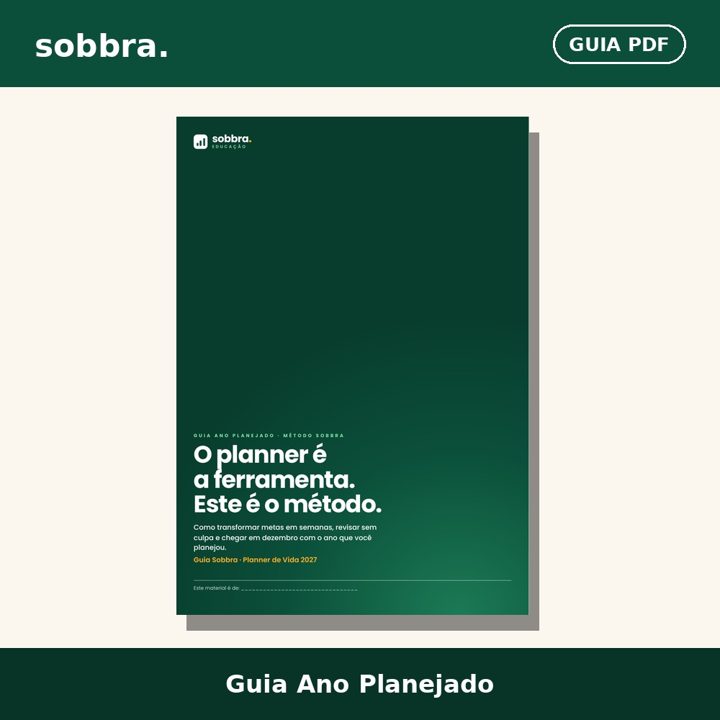 sobbra.
GUIA PDF
sobbra.
EDUCAÇÃO
GUIA ANO PLANEJADO · MÉTODO SOBBRA
O planner é
a ferramenta.
Este é o método.
Como transformar metas em semanas, revisar sem
culpa e chegar em dezembro com o ano que você
planejou.
Guia Sobbra · Planner de Vida 2027
Este material é de: ________________________________
Guia Ano Planejado